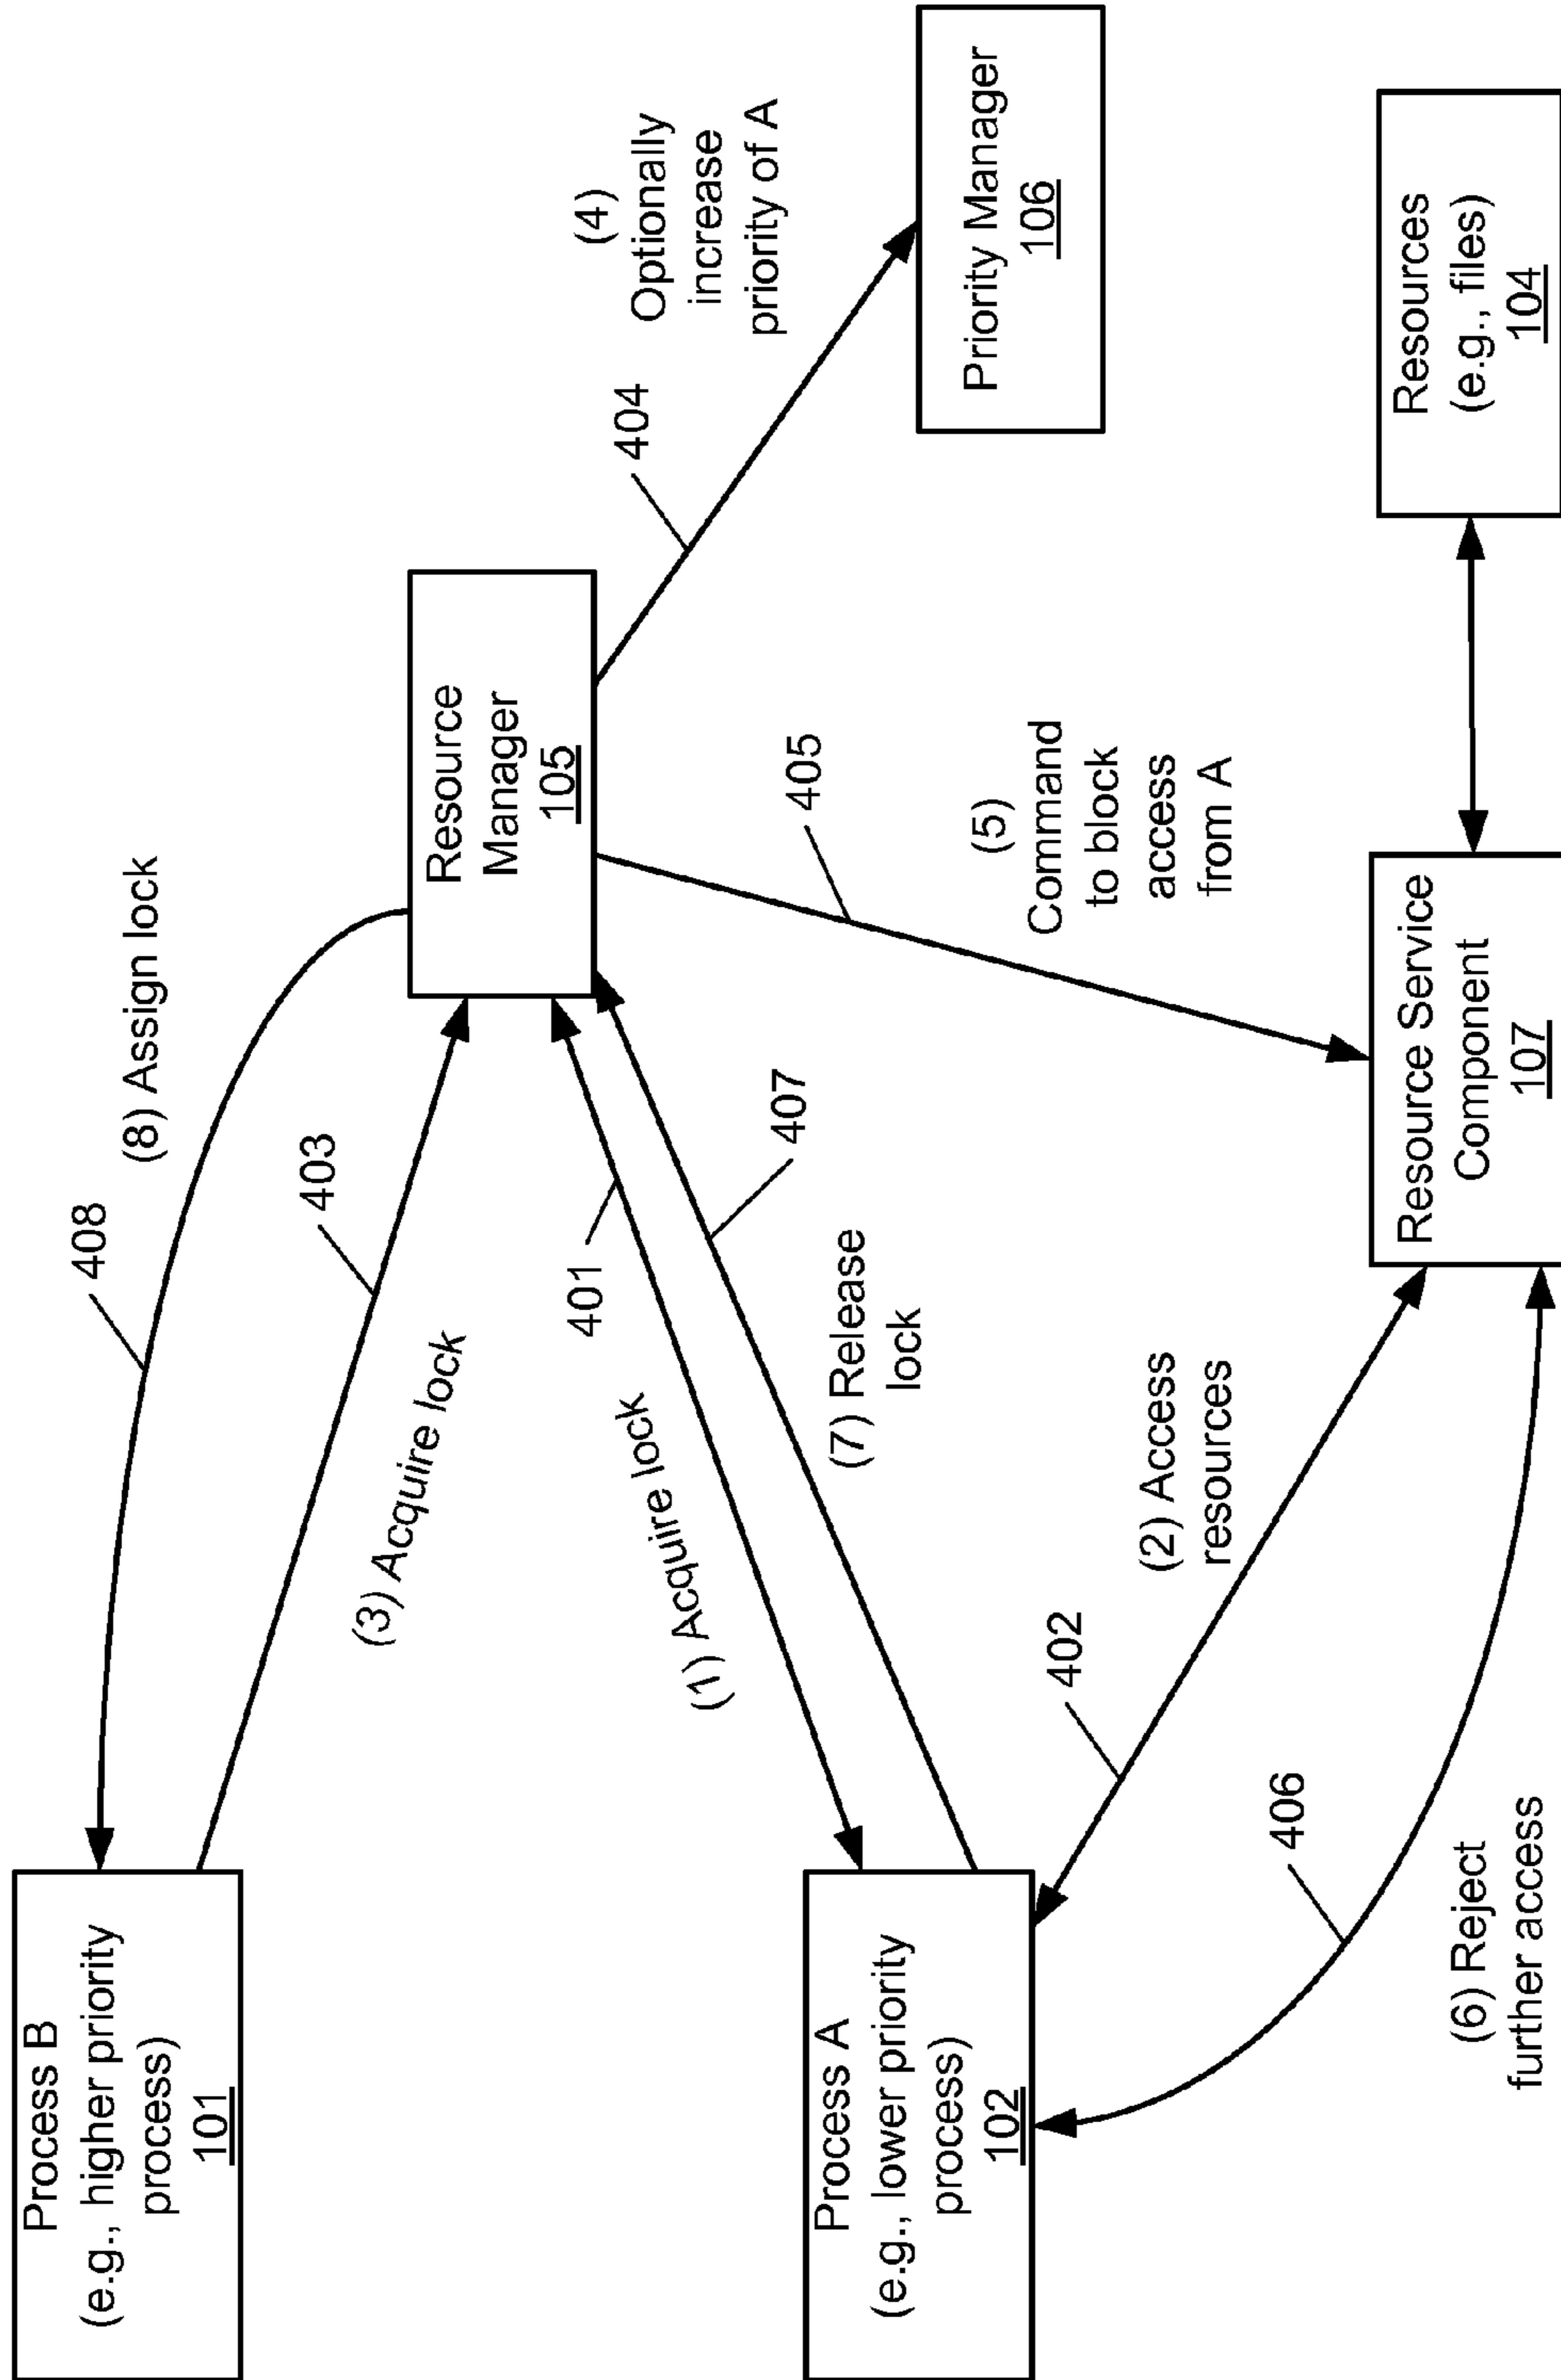 Process B
(e.g., higher priority
process)
101
408
(8) Assign lock
403
(3) Acquire lock
Resource
Manager
105
404
(4)
Optionally
increase
priority of A
Priority Manager
106
401
(1) Acquire lock
407
(7) Release
lock
405
(5)
Command
to block
access
from A
Process A
(e.g., lower priority
process)
102
402
(2) Access
resources
406
(6) Reject
further access
Resource Service
Component
107
Resources
(e.g., files)
104